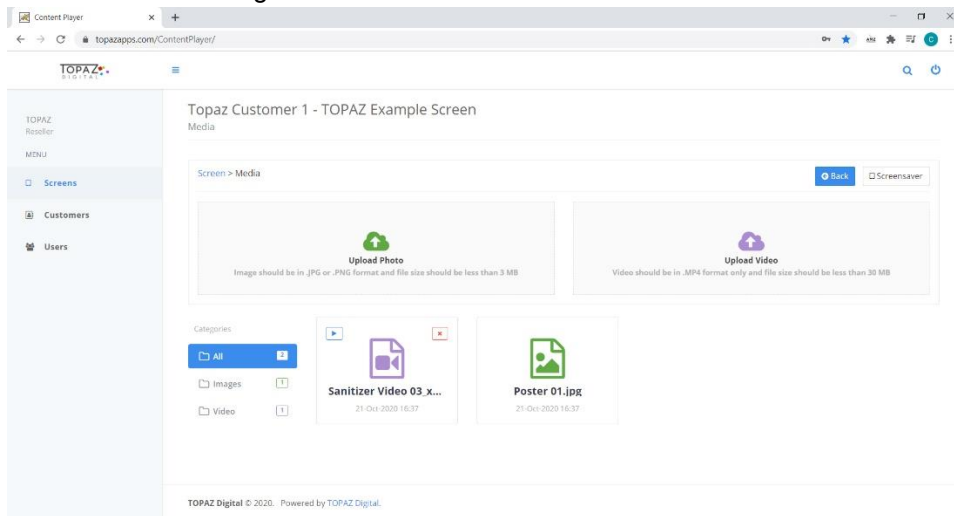 Content Player
topazapps.com/ContentPlayer/
C
TOPAZ
DIGITAL
TOPAZ
Reseller
MENU
Screens
Customers
Users
Topaz Customer 1 - TOPAZ Example Screen
Media
Screen > Media
Back
Screensaver
Upload Photo
Image should be in .JPG or .PNG format and file size should be less than 3 MB
Upload Video
Video should be in .MP4 format only and file size should be less than 30 MB
Categories
All 2
Images 1
Video 1
Sanitizer Video 03_x...
21-Oct-2020 16:37
Poster 01.jpg
21-Oct-2020 16:37
TOPAZ Digital © 2020. Powered by TOPAZ Digital.